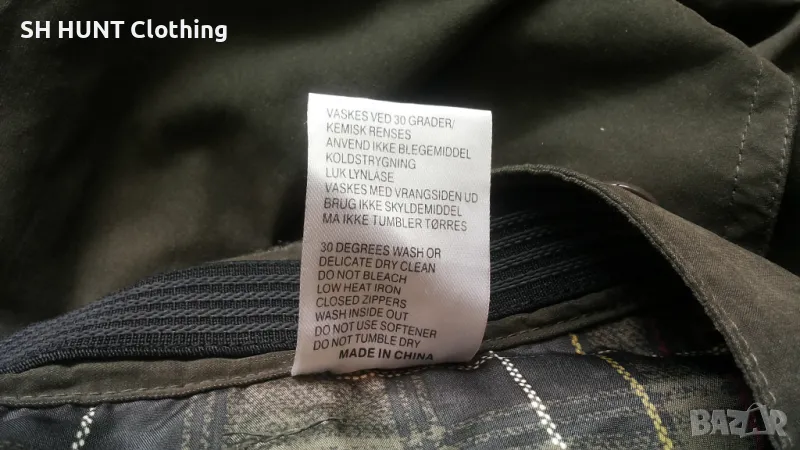 SH HUNT Clothing
VASKES VED 30 GRADER/
KEMISK RENSES
ANVEND IKKE BLEGEMIDDEL
KOLDSTRYGNING
LUK LYNLASE
VASKES MED VRANGSIDEN UD
BRUG IKKE SKYLDEMIDDEL
MA IKKE TUMBLER TØRRES
30 DEGREES WASH OR
DELICATE DRY CLEAN
DO NOT BLEACH
LOW HEAT IRON
CLOSED ZIPPERS
WASH INSIDE OUT
DO NOT USE SOFTENER
DO NOT TUMBLE DRY
MADE IN CHINA
BAZAR